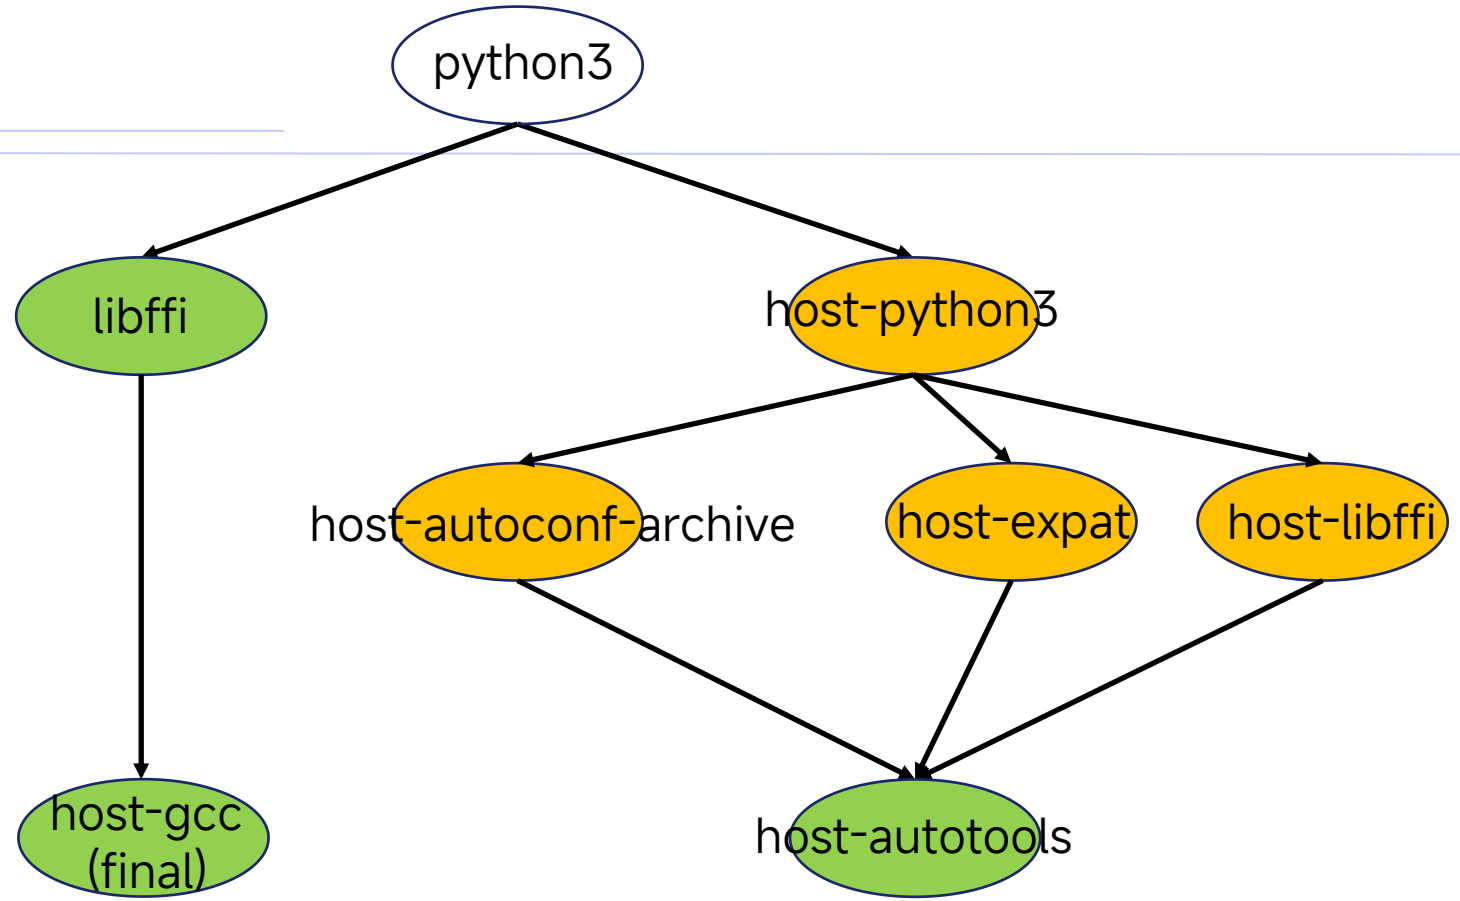 python3
libffi
host-python3
host-autoconf-archive
host-expat
host-libffi
host-gcc
(final)
host-autotools